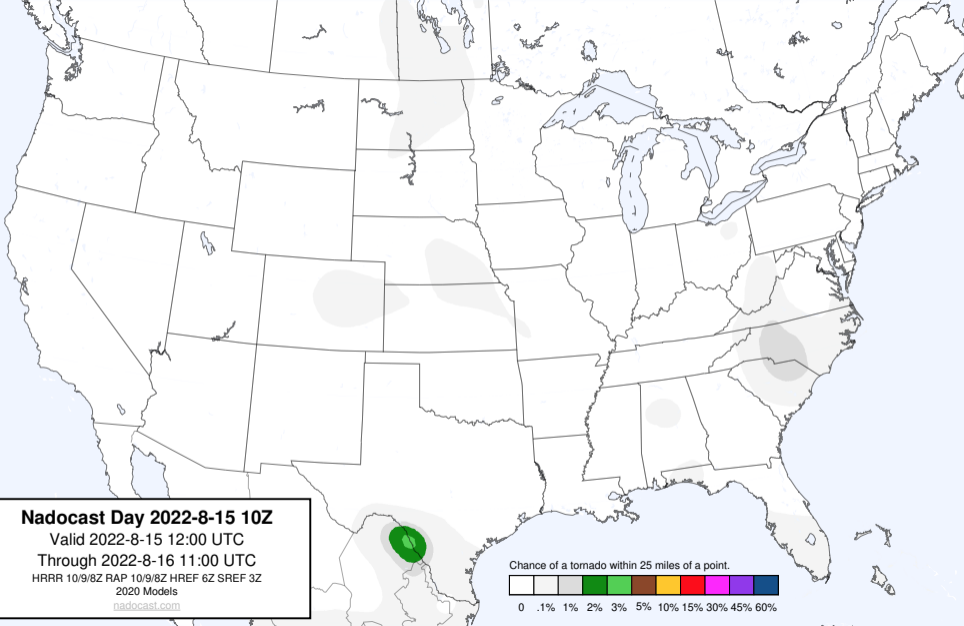 Nadocast Day 2022-8-15 10Z
Valid 2022-8-15 12:00 UTC
Through 2022-8-16 11:00 UTC
HRRR 10/9/8Z RAP 10/9/8Z HREF 6Z SREF 3Z
2020 Models
nadocast.com
Chance of a tornado within 25 miles of a point.
0 .1% 1% 2% 3% 5% 10% 15% 30% 45% 60%